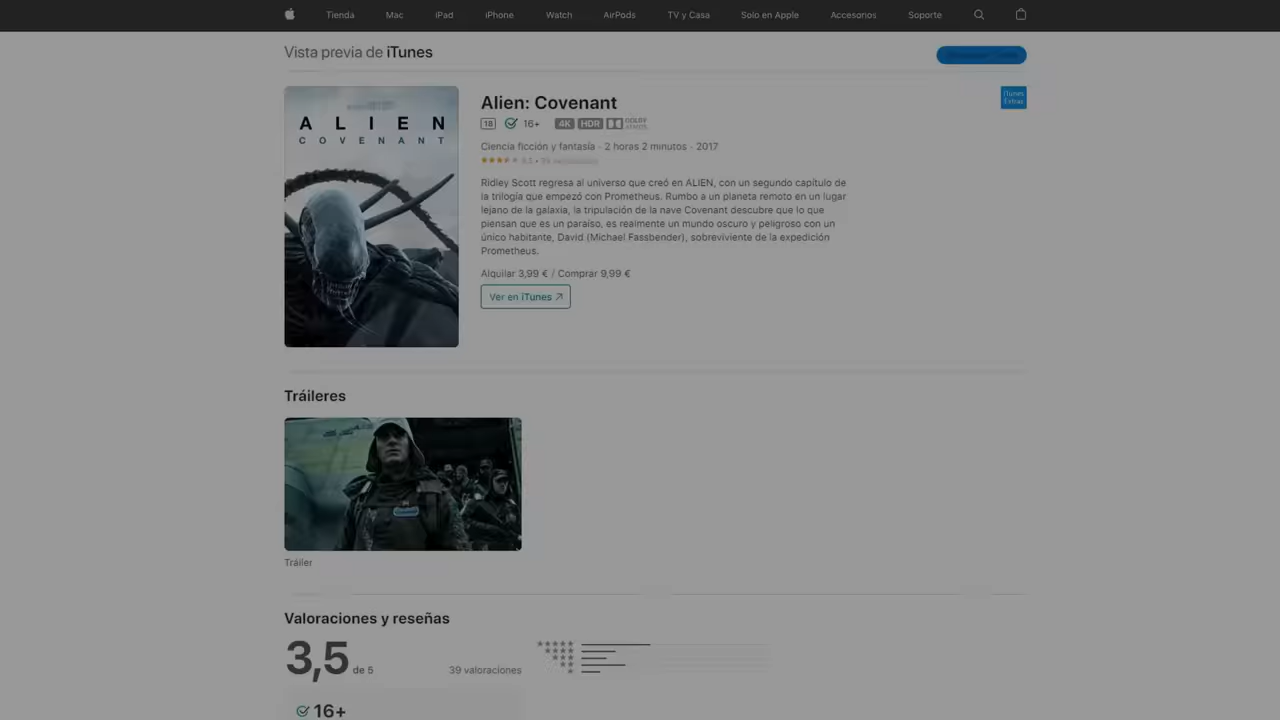 Tienda Mac iPad iPhone Watch AirPods TV y Casa Solo en Apple Accesorios Soporte
Vista previa de iTunes
ALIEN
COVENANT
Alien: Covenant
iTunes
Extras
18 16+ 4K HDR DOLBY
Ciencia ficción y fantasía · 2 horas 2 minutos · 2017
Ridley Scott regresa al universo que creó en ALIEN, con un segundo capítulo de
la trilogía que empezó con Prometheus. Rumbo a un planeta remoto en un lugar
lejano de la galaxia, la tripulación de la nave Covenant descubre que lo que
piensan que es un paraíso, es realmente un mundo oscuro y peligroso con un
único habitante, David (Michael Fassbender), sobreviviente de la expedición
Prometheus.
Alquilar 3,99 € / Comprar 9,99 €
Ver en iTunes
Tráileres
Tráiler
Valoraciones y reseñas
3,5 de 5 39 valoraciones
16+